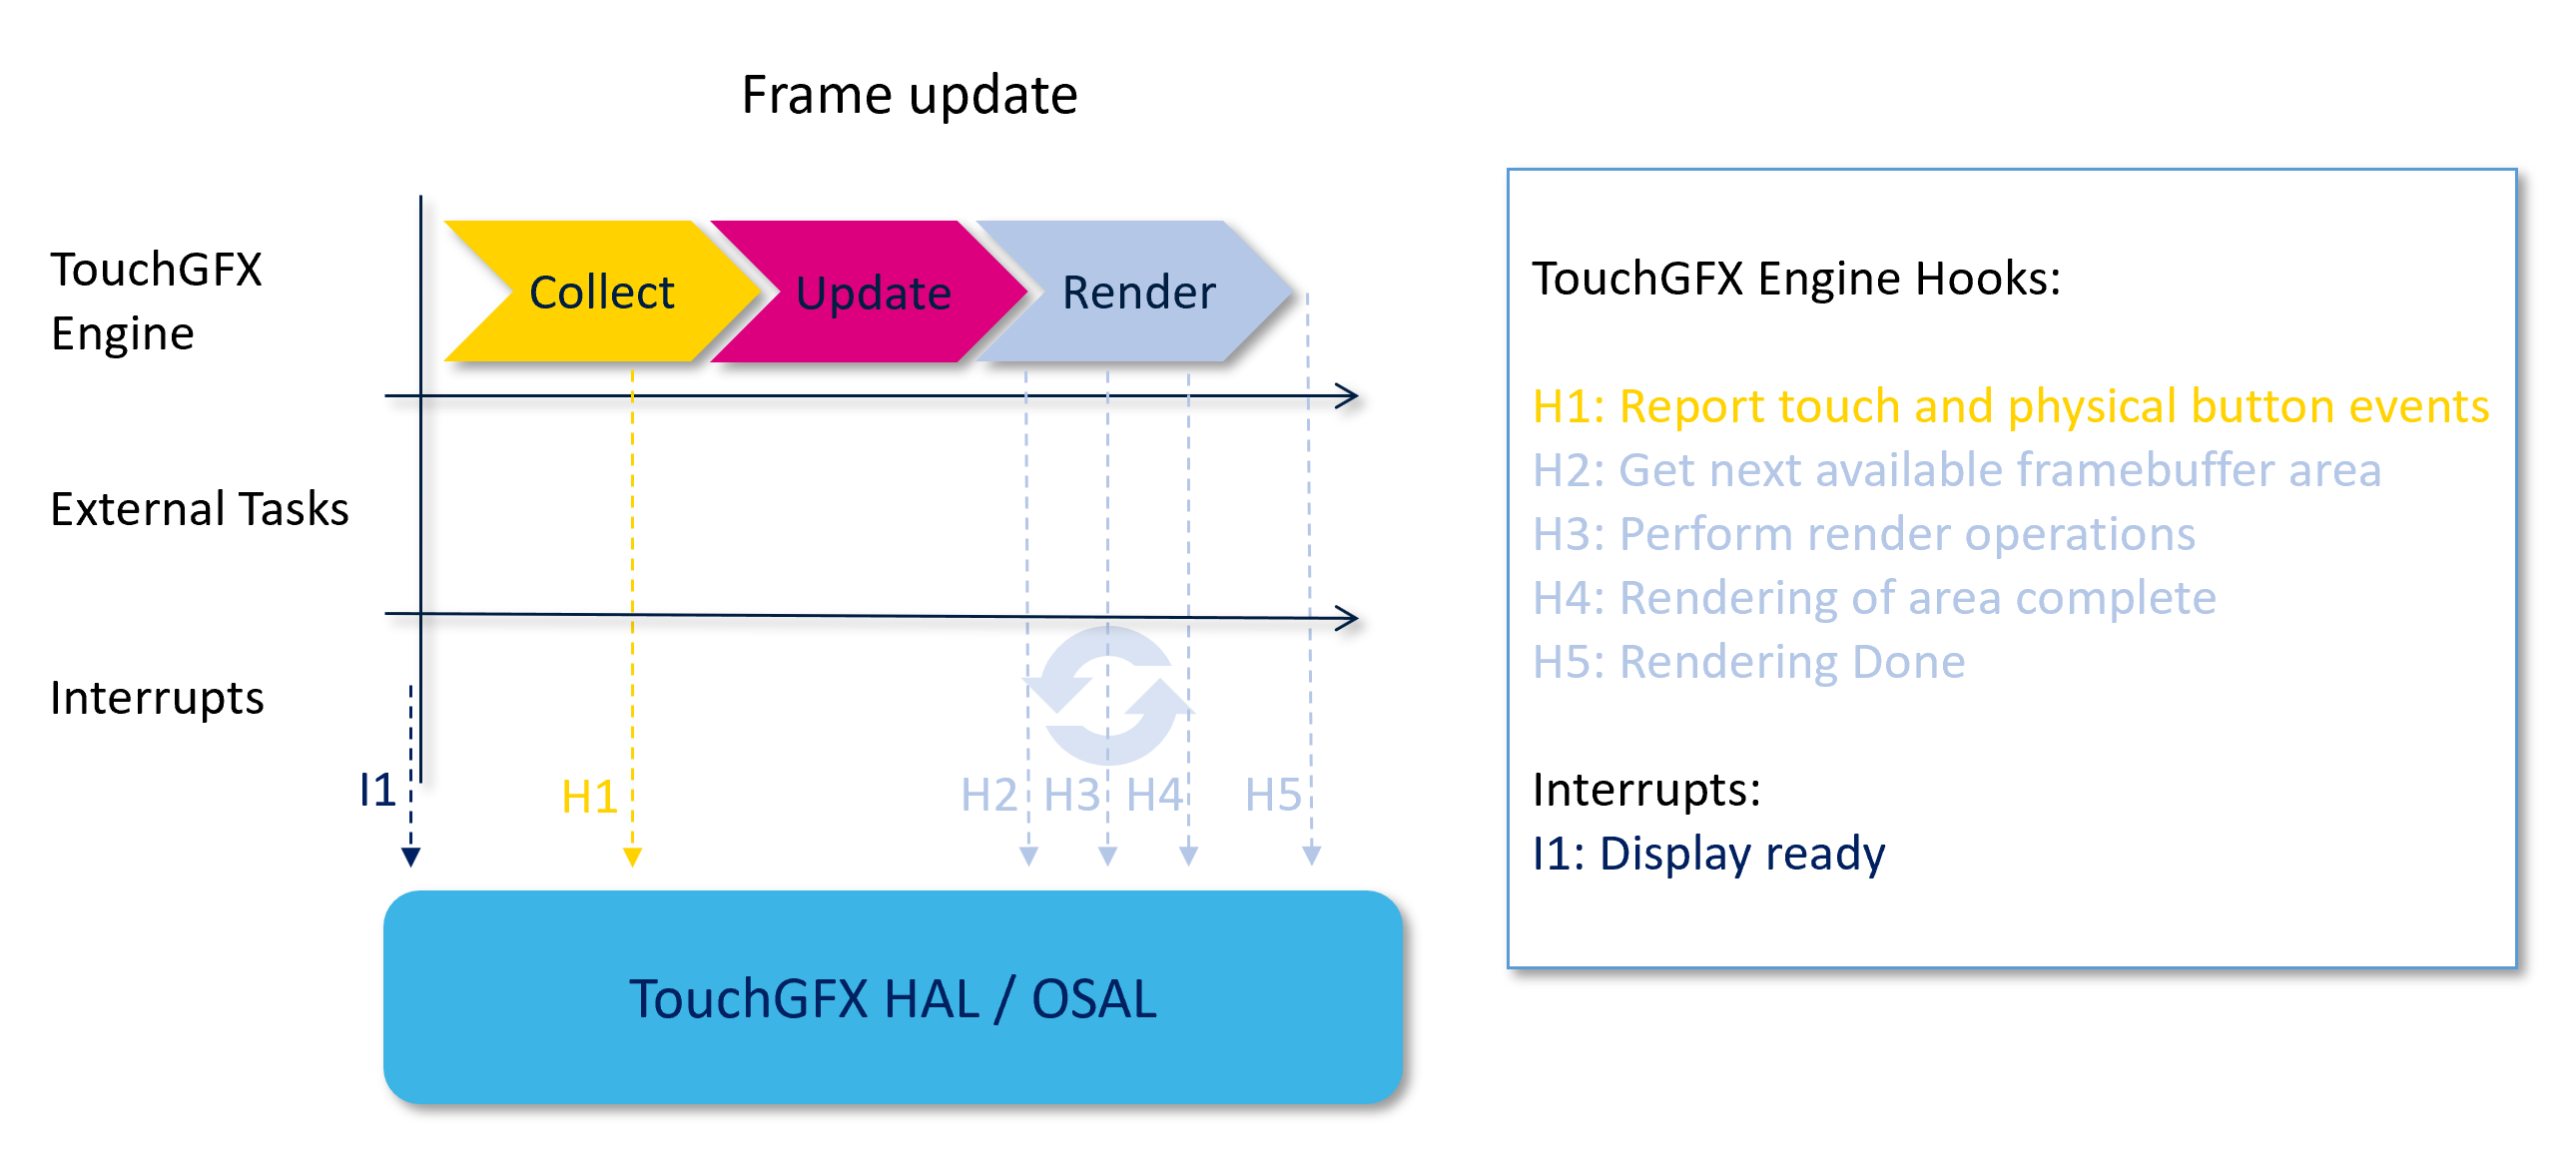 Frame update
TouchGFX
Engine
Collect
Update
Render
External Tasks
Interrupts
I1
H1
H2
H3
H4
H5
TouchGFX HAL / OSAL
TouchGFX Engine Hooks:
H1: Report touch and physical button events
H2: Get next available framebuffer area
H3: Perform render operations
H4: Rendering of area complete
H5: Rendering Done
Interrupts:
I1: Display ready